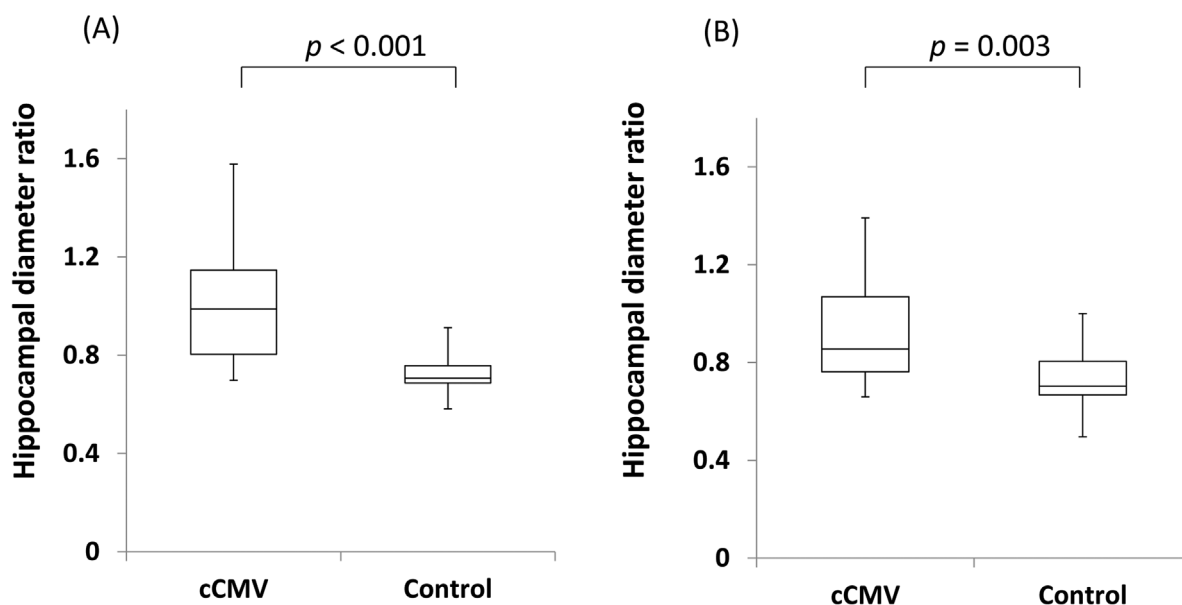 (A)
p < 0.001
Hippocampal diameter ratio
1.6
1.2
0.8
0.4
0
cCMV Control
(B)
p = 0.003
Hippocampal diameter ratio
1.6
1.2
0.8
0.4
0
cCMV Control